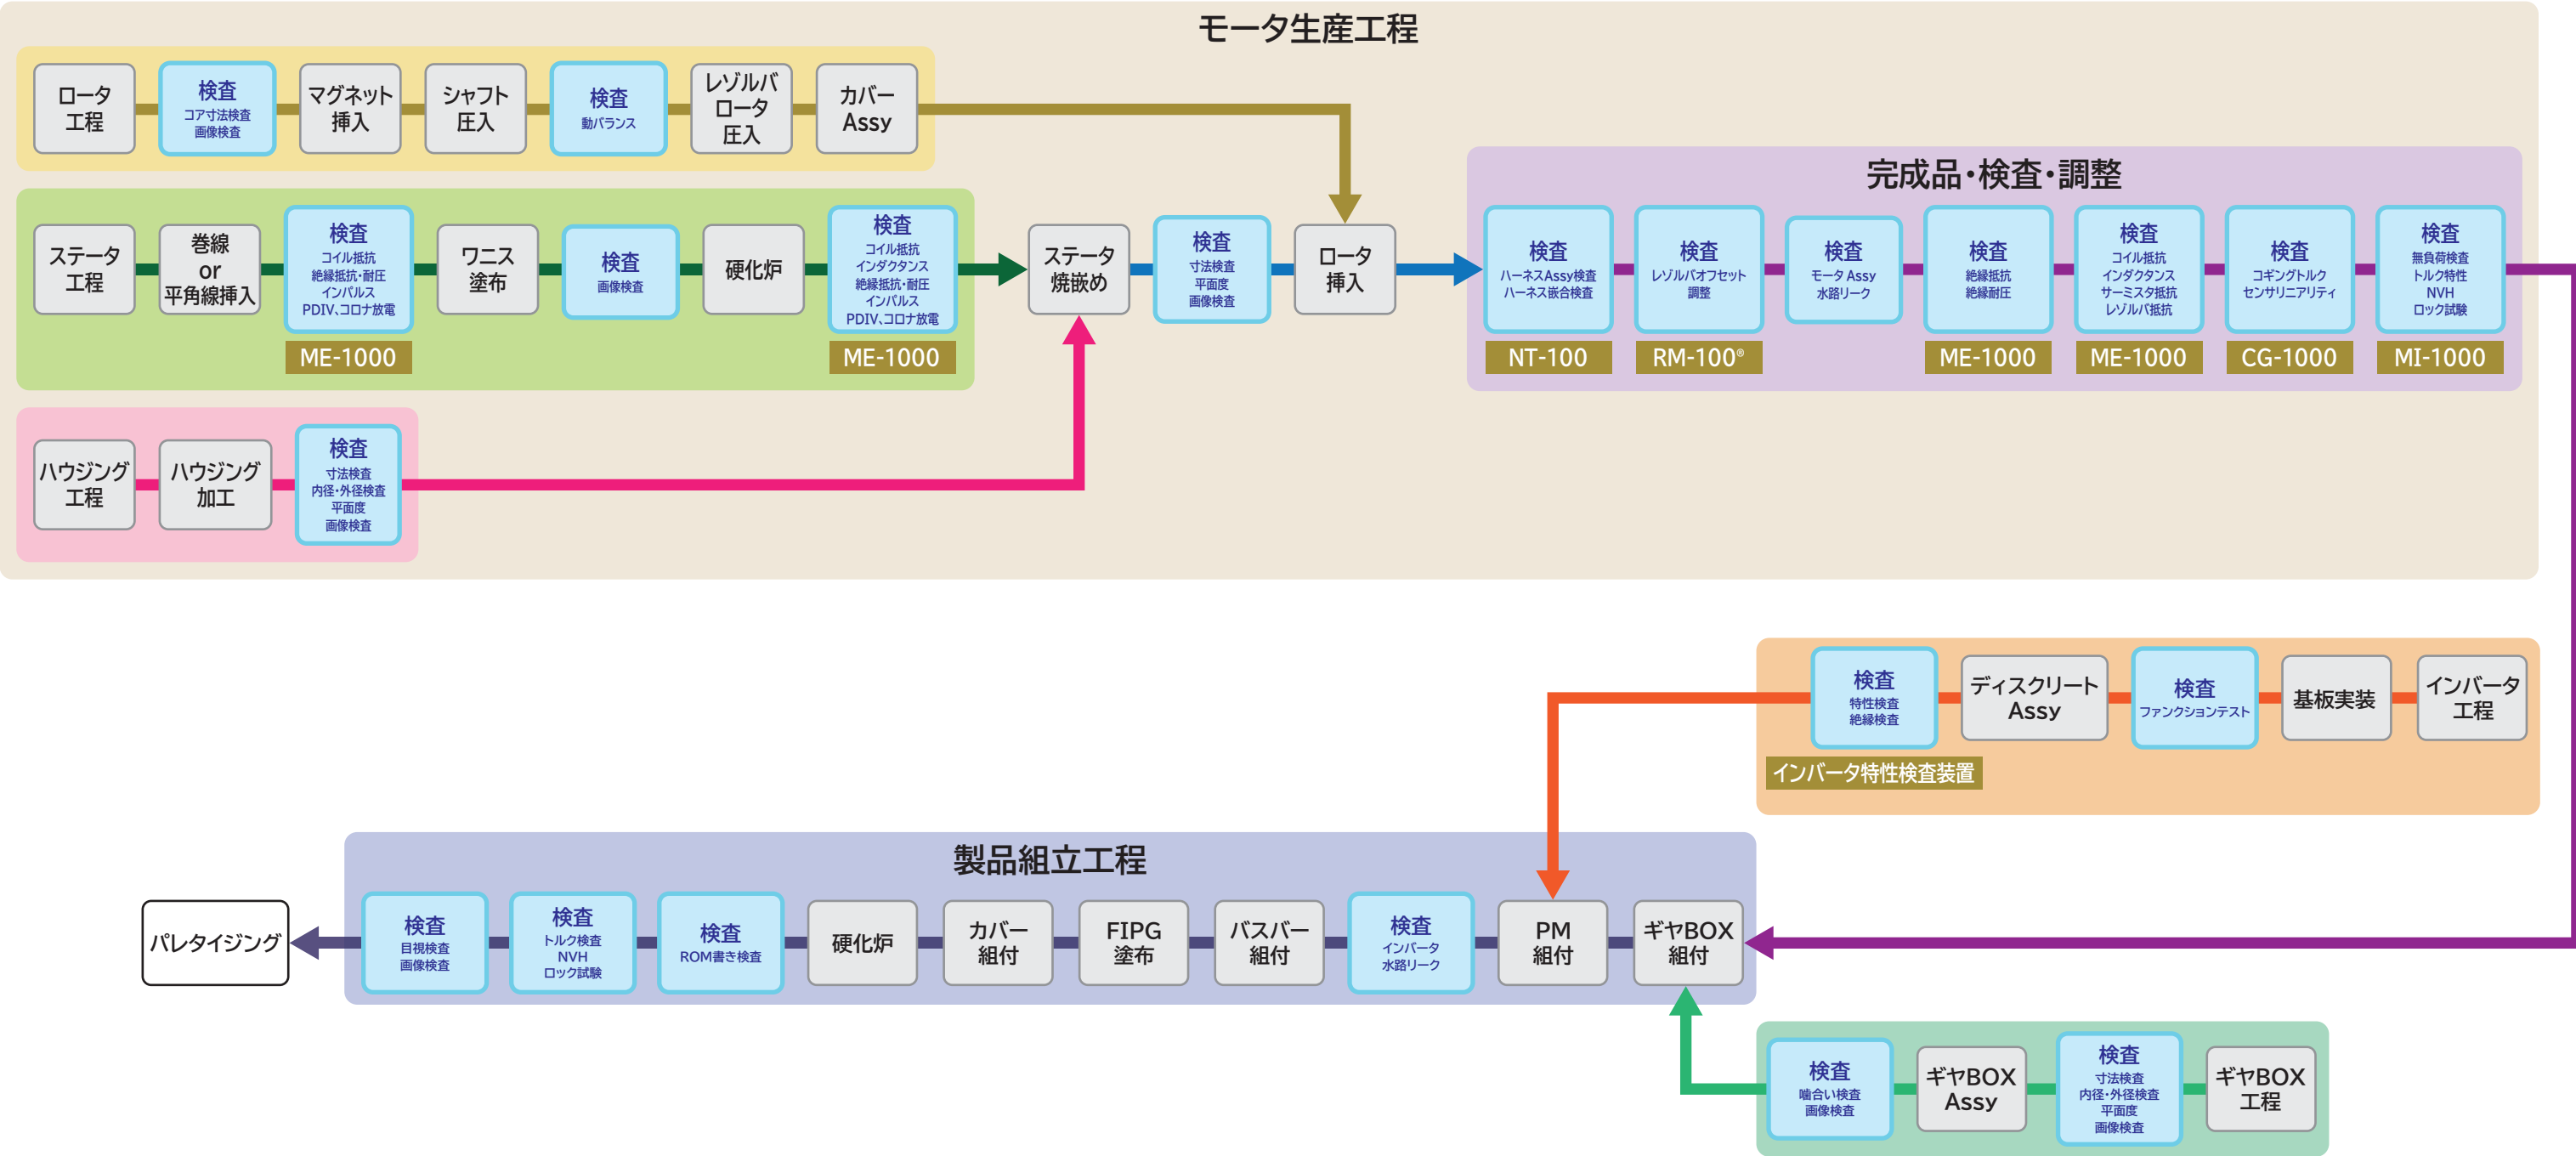 モータ生産工程
ロータ
工程
検査
コア寸法検査
画像検査
マグネット
挿入
シャフト
圧入
検査
動バランス
レゾルバ
ロータ
圧入
カバー
Assy
ステータ
工程
巻線
or
平角線挿入
検査
コイル抵抗
絶縁抵抗・耐圧
インパルス
PDIV、コロナ放電
ME-1000
ワニス
塗布
検査
画像検査
硬化炉
検査
コイル抵抗
インダクタンス
絶縁抵抗・耐圧
インパルス
PDIV、コロナ放電
ME-1000
ハウジング
工程
ハウジング
加工
検査
寸法検査
内径・外径検査
平面度
画像検査
ステータ
焼嵌め
検査
寸法検査
平面度
画像検査
ロータ
挿入
完成品・検査・調整
検査
ハーネスAssy検査
ハーネス嵌合検査
NT-100
検査
レゾルバオフセット
調整
RM-100®
検査
モータ Assy
水路リーク
検査
絶縁抵抗
絶縁耐圧
ME-1000
検査
コイル抵抗
インダクタンス
サーミスタ抵抗
レゾルバ抵抗
ME-1000
検査
コギングトルク
センサリニアリティ
CG-1000
検査
無負荷検査
トルク特性
NVH
ロック試験
MI-1000
検査
特性検査
絶縁検査
インバータ特性検査装置
ディスクリート
Assy
検査
ファンクションテスト
基板実装
インバータ
工程
製品組立工程
パレタイジング
検査
目視検査
画像検査
検査
トルク検査
NVH
ロック試験
検査
ROM書き検査
硬化炉
カバー
組付
FIPG
塗布
バスバー
組付
検査
インバータ
水路リーク
PM
組付
ギヤBOX
組付
検査
噛合い検査
画像検査
ギヤBOX
Assy
検査
寸法検査
内径・外径検査
平面度
画像検査
ギヤBOX
工程